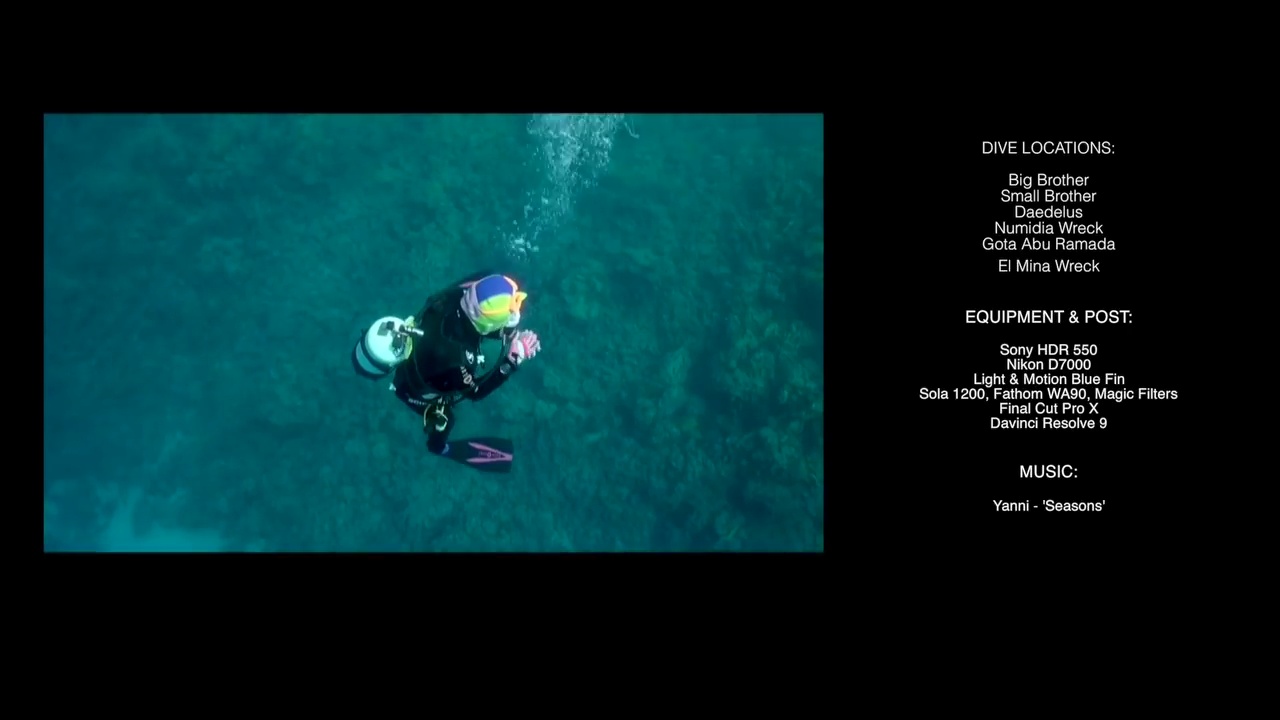 DIVE LOCATIONS:
Big Brother
Small Brother
Daedelus
Numidia Wreck
Gota Abu Ramada
El Mina Wreck
EQUIPMENT & POST:
Sony HDR 550
Nikon D7000
Light & Motion Blue Fin
Sola 1200, Fathom WA90, Magic Filters
Final Cut Pro X
Davinci Resolve 9
MUSIC:
Yanni - 'Seasons'